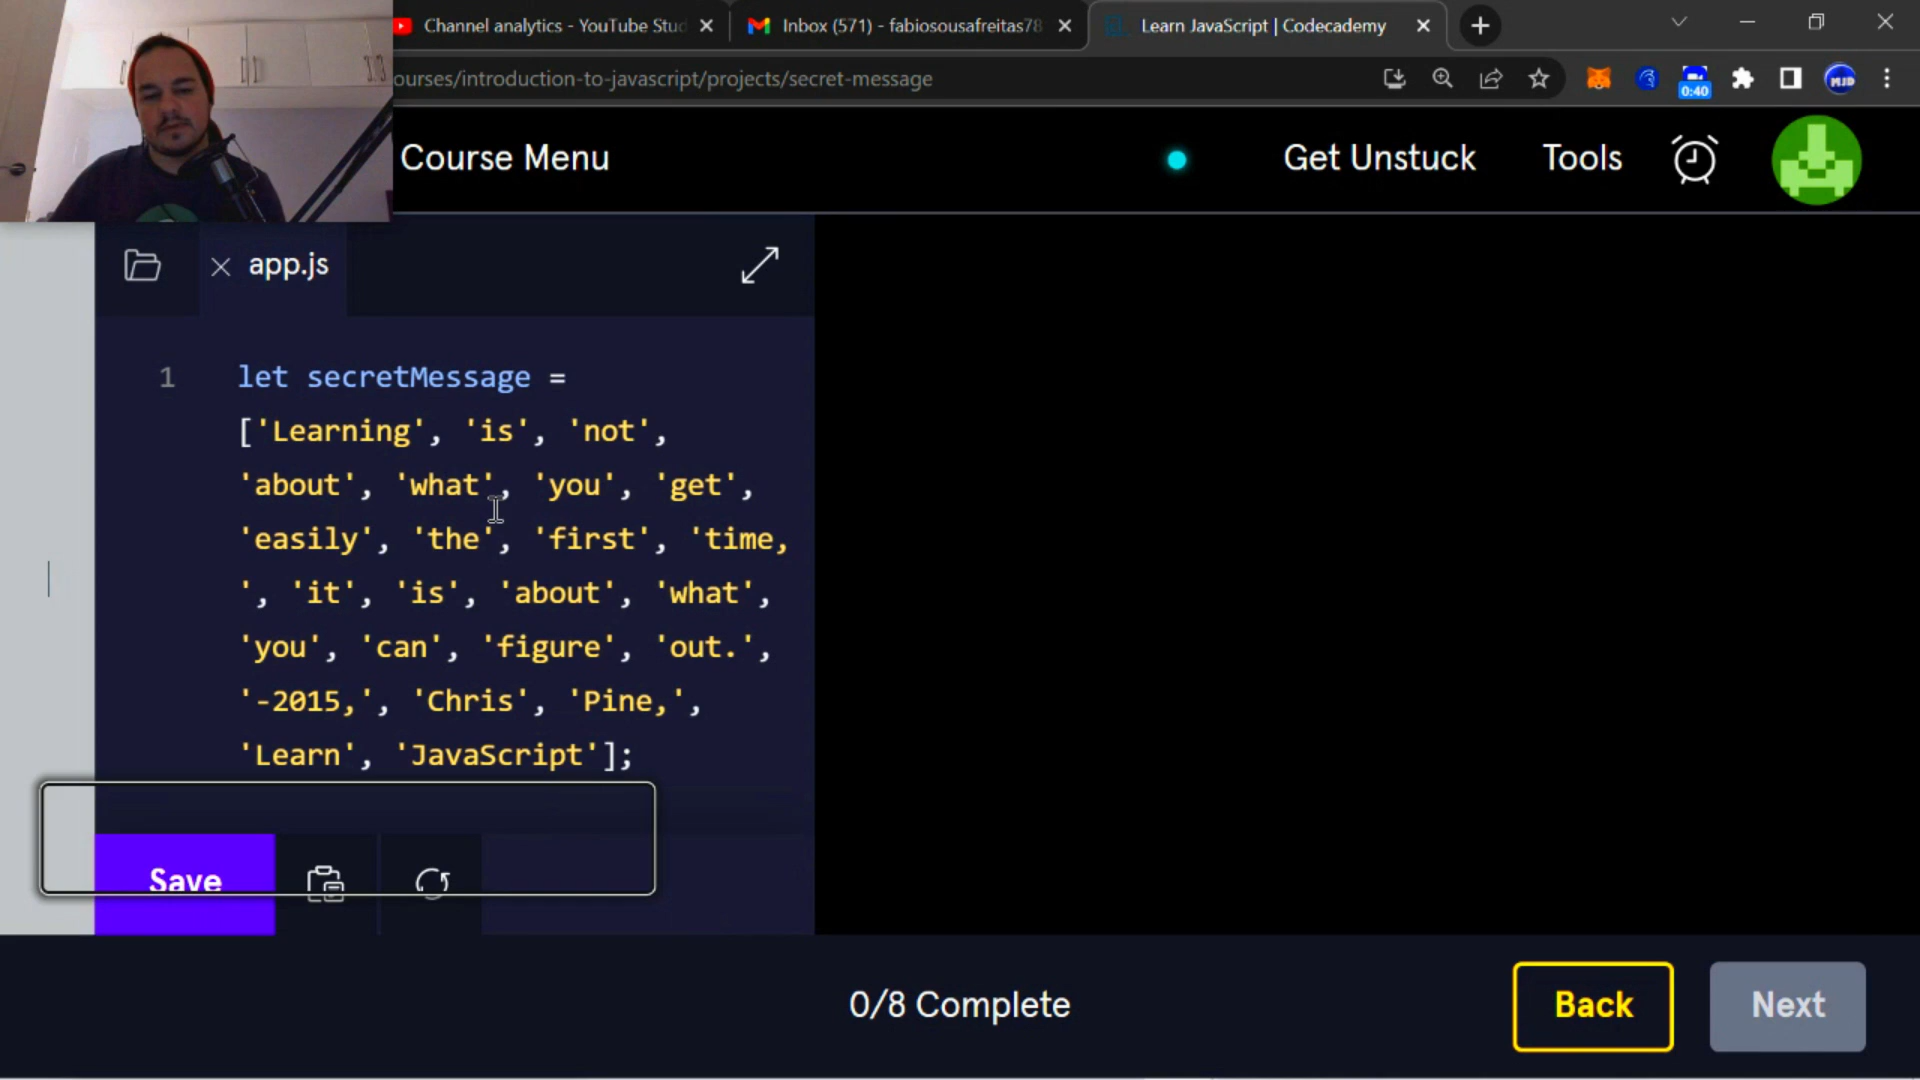 Channel analytics - YouTube Stud
Inbox (571) - fabiosousafreitas78
Learn JavaScript | Codecademy
ourses/introduction-to-javascript/projects/secret-message
0:40
MJD
Course Menu
Get Unstuck
Tools
app.js
1 let secretMessage =
['Learning', 'is', 'not',
'about', 'what', 'you', 'get',
'easily', 'the', 'first', 'time,
', 'it', 'is', 'about', 'what',
'you', 'can', 'figure', 'out.',
'-2015,', 'Chris', 'Pine,',
'Learn', 'JavaScript'];
Save
0/8 Complete
Back
Next